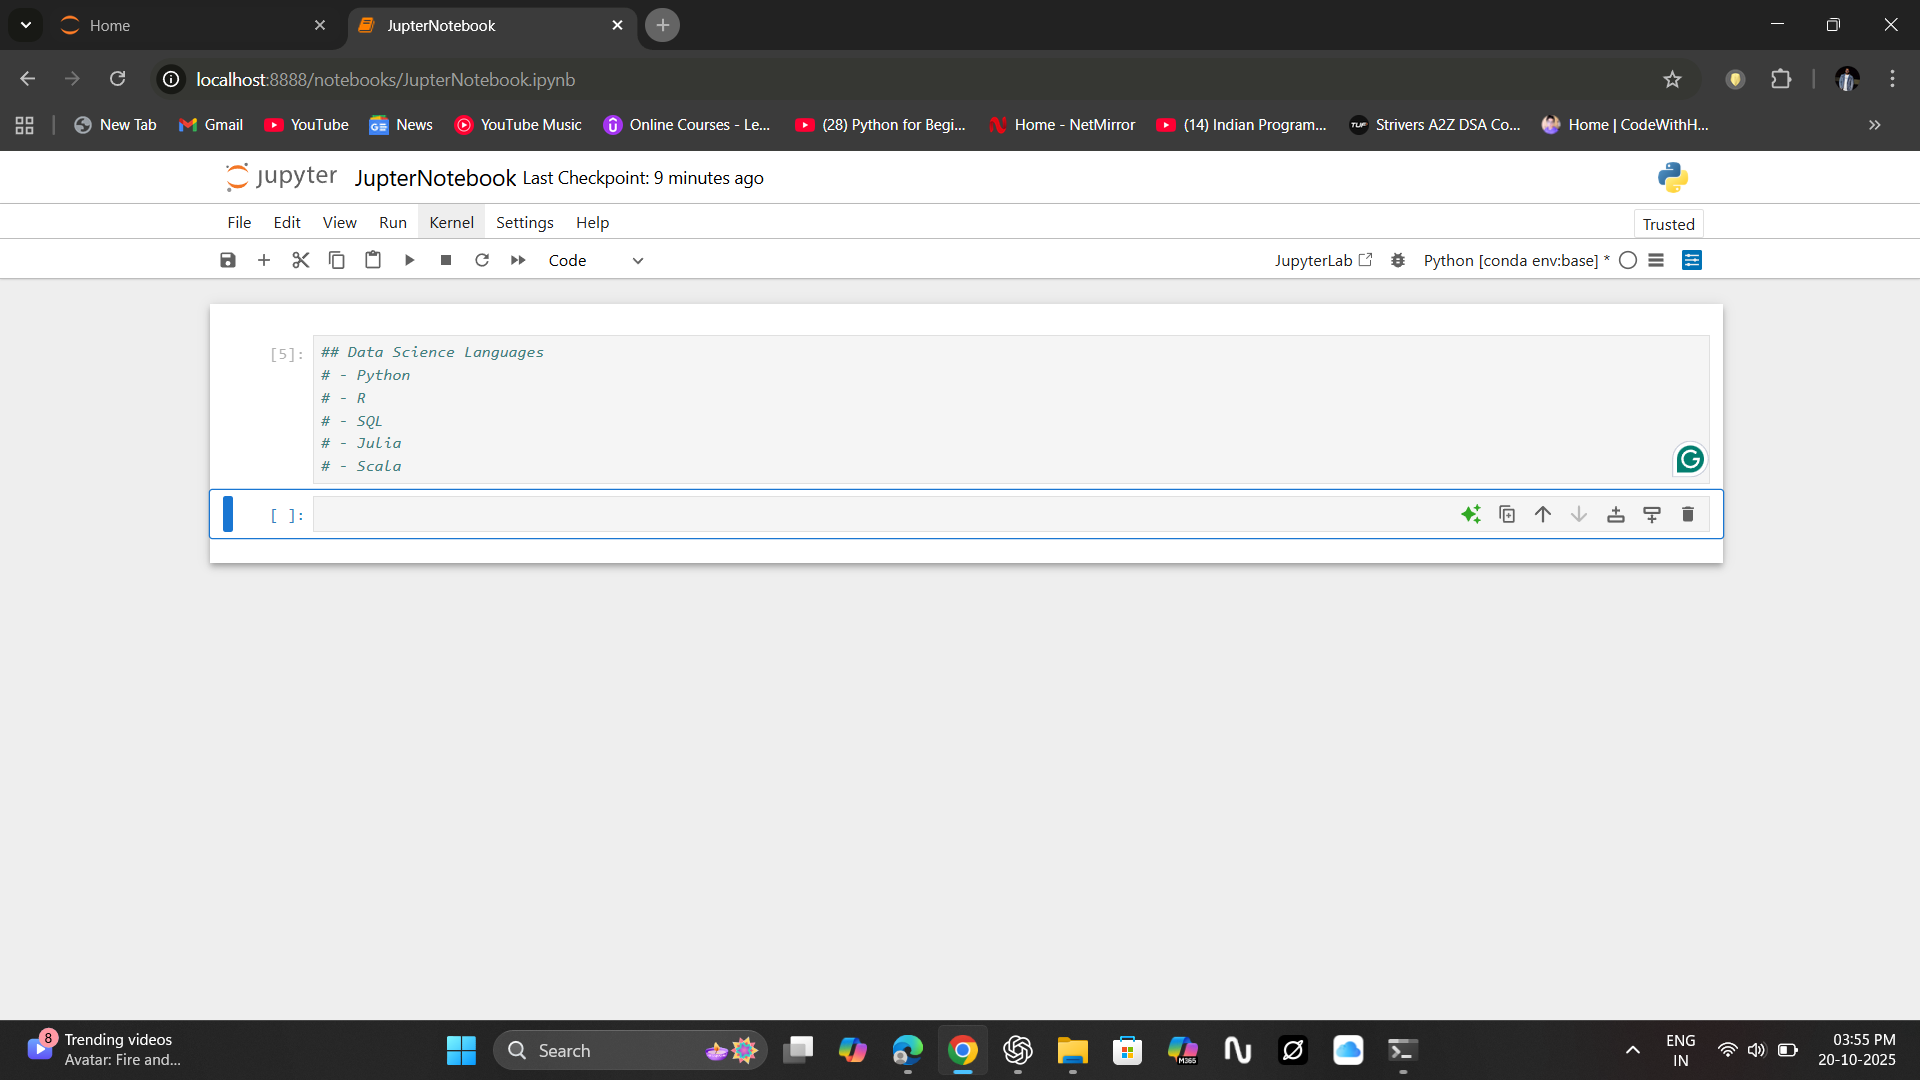 Home
JupterNotebook
localhost:8888/notebooks/JupterNotebook.ipynb
New Tab
Gmail
YouTube
News
YouTube Music
Online Courses - Le...
(28) Python for Begi...
Home - NetMirror
(14) Indian Program...
Strivers A2Z DSA Co...
Home | CodeWithH...
jupyter JupterNotebook Last Checkpoint: 9 minutes ago
File Edit View Run Kernel Settings Help
Trusted
Code
JupyterLab
Python [conda env:base] *
[5]:
## Data Science Languages
# - Python
# - R
# - SQL
# - Julia
# - Scala
[ ]:
8
Trending videos
Avatar: Fire and...
Search
M365
ENG
IN
03:55 PM
20-10-2025